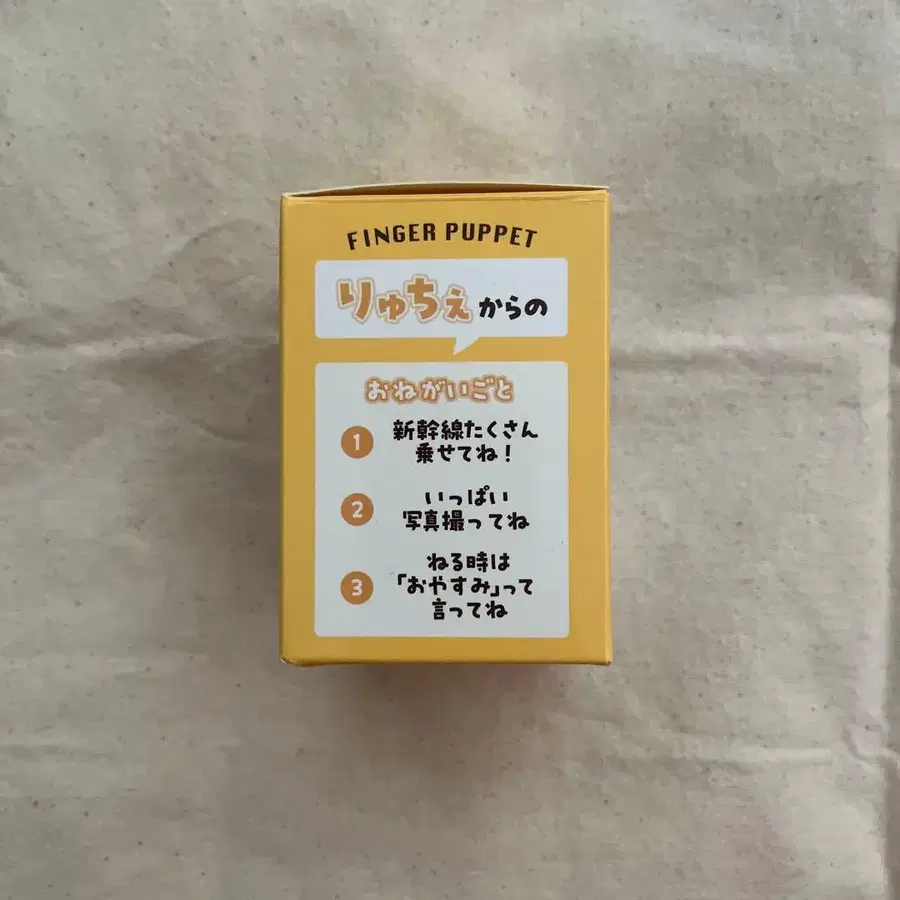 FINGER PUPPET
りゅちぇからの
おねがいごと
1 新幹線たくさん
乗せてね！
2 いっぱい
写真撮ってね
3 ねる時は
「おやすみ」って
言ってね